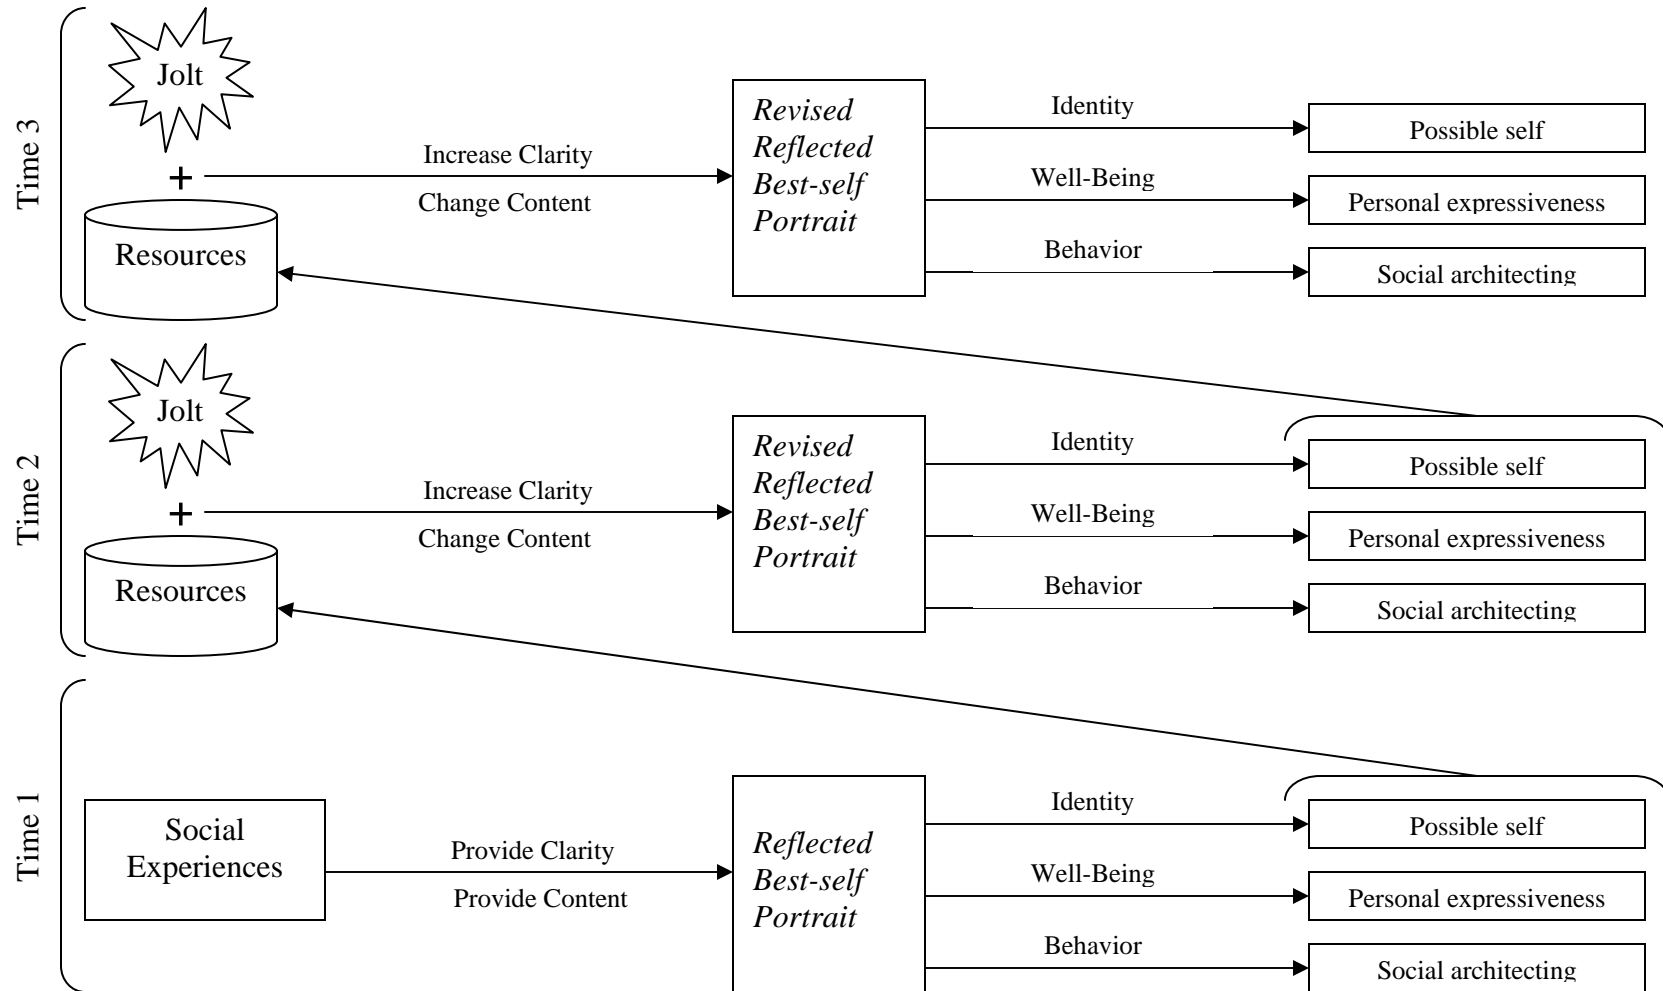 Time 3
Jolt
+
Resources
Increase Clarity
Change Content
Revised
Reflected
Best-self
Portrait
Identity
Well-Being
Behavior
Possible self
Personal expressiveness
Social architecting
Time 2
Jolt
+
Resources
Increase Clarity
Change Content
Revised
Reflected
Best-self
Portrait
Identity
Well-Being
Behavior
Possible self
Personal expressiveness
Social architecting
Time 1
Social
Experiences
Provide Clarity
Provide Content
Reflected
Best-self
Portrait
Identity
Well-Being
Behavior
Possible self
Personal expressiveness
Social architecting